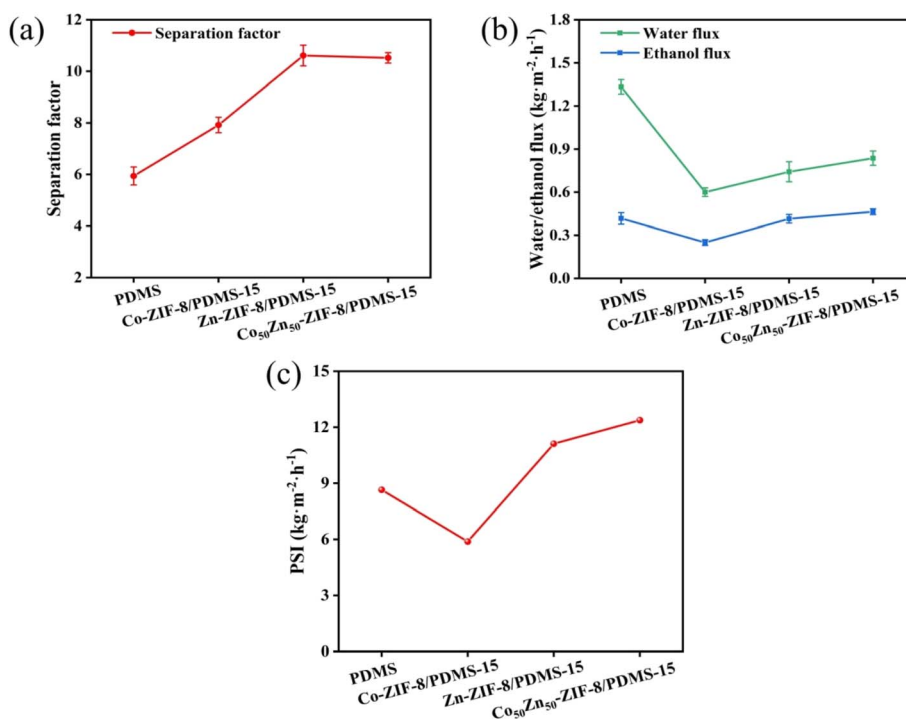 (a)
Separation factor
Separation factor
12
10
8
6
4
2
PDMS
Co-ZIF-8/PDMS-15
Zn-ZIF-8/PDMS-15
Co₅₀Zn₅₀-ZIF-8/PDMS-15
(b)
Water flux
Ethanol flux
Water/ethanol flux (kg·m⁻²·h⁻¹)
1.8
1.5
1.2
0.9
0.6
0.3
0.0
PDMS
Co-ZIF-8/PDMS-15
Zn-ZIF-8/PDMS-15
Co₅₀Zn₅₀-ZIF-8/PDMS-15
(c)
PSI (kg·m⁻²·h⁻¹)
15
12
9
6
3
0
PDMS
Co-ZIF-8/PDMS-15
Zn-ZIF-8/PDMS-15
Co₅₀Zn₅₀-ZIF-8/PDMS-15